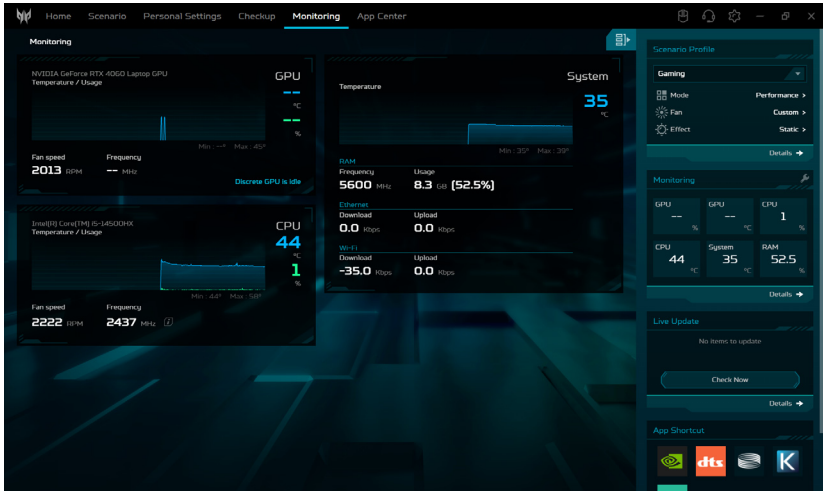 Home Scenario Personal Settings Checkup Monitoring App Center
Monitoring
NVIDIA GeForce RTX 4060 Laptop GPU
Temperature / Usage
GPU
--
°C
--
%
Min : --° Max : 45°
Fan speed Frequency
2013 RPM -- MHz
Discrete GPU is idle
Intel(R) Core(TM) i5-14500HX
Temperature / Usage
CPU
44
°C
1
%
Min : 44° Max : 58°
Fan speed Frequency
2222 RPM 2437 MHz i
System
Temperature
35
°C
Min : 35° Max : 39°
RAM
Frequency Usage
5600 MHz 8.3 GB (52.5%)
Ethernet
Download Upload
0.0 Kbps 0.0 Kbps
Wi-Fi
Download Upload
-35.0 Kbps 0.0 Kbps
Scenario Profile
Gaming
Mode Performance >
Fan Custom >
Effect Static >
Details →
Monitoring
GPU GPU CPU
-- % -- °C 1 %
CPU System RAM
44 °C 35 °C 52.5 %
Details →
Live Update
No items to update
Check Now
Details →
App Shortcut
dts K